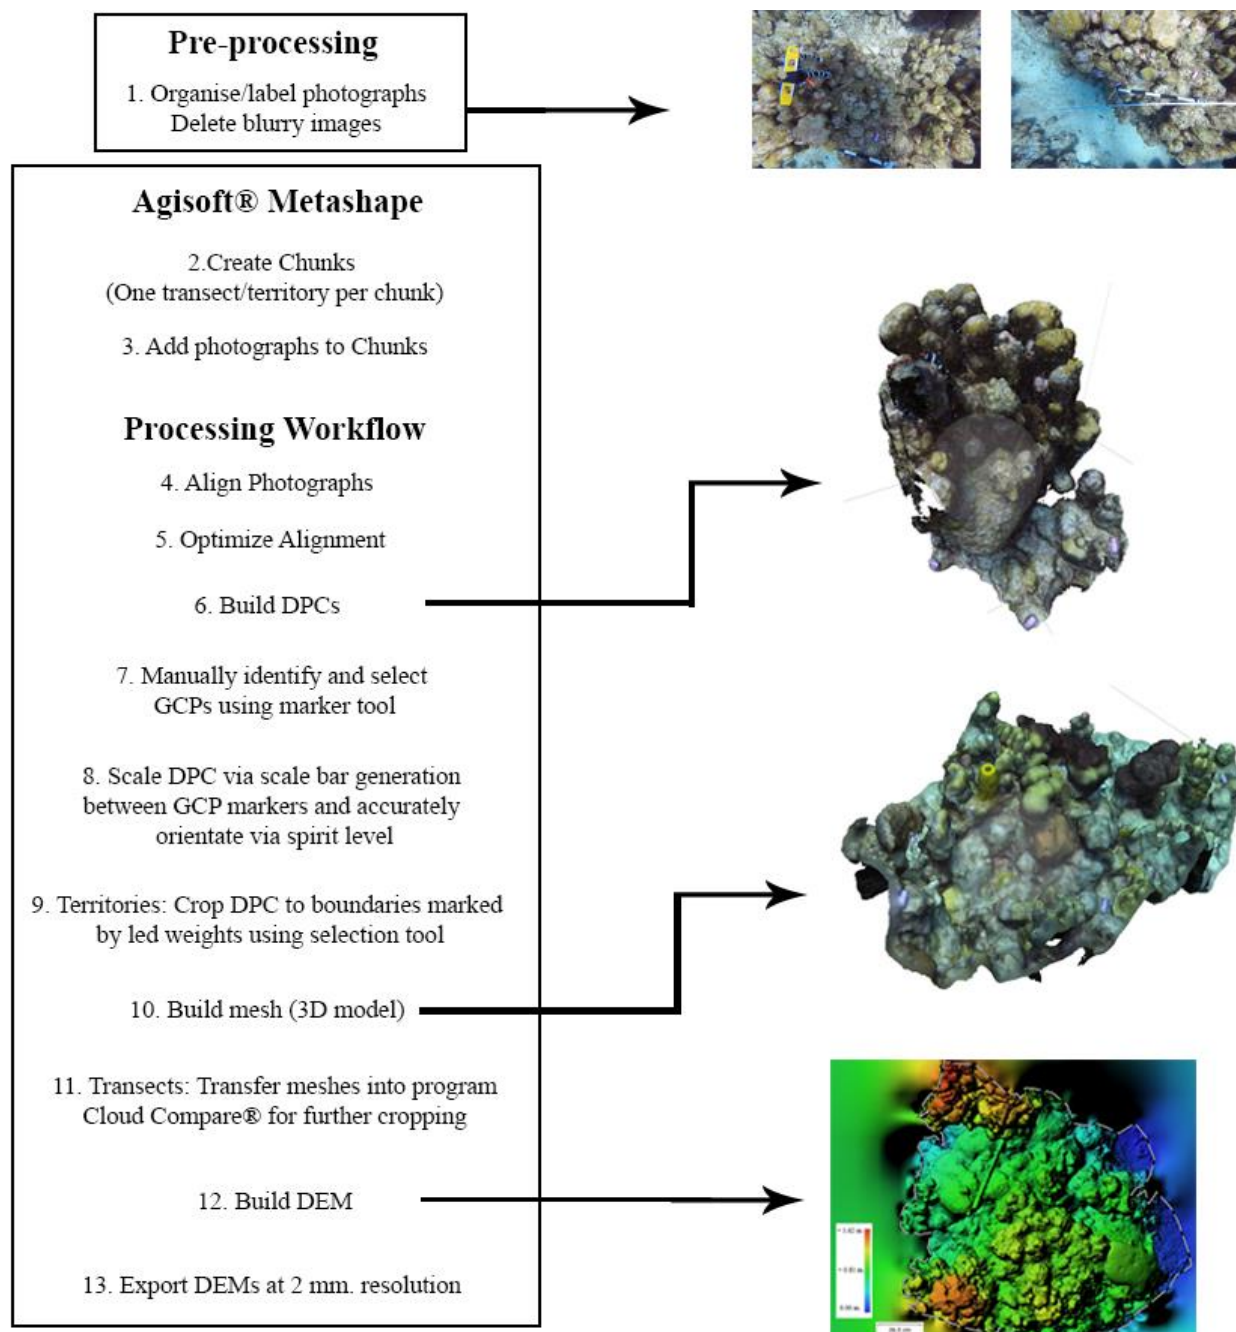 Pre-processing
1. Organise/label photographs
Delete blurry images
Agisoft® Metashape
2.Create Chunks
(One transect/territory per chunk)
3. Add photographs to Chunks
Processing Workflow
4. Align Photographs
5. Optimize Alignment
6. Build DPCs
7. Manually identify and select
GCPs using marker tool
8. Scale DPC via scale bar generation
between GCP markers and accurately
orientate via spirit level
9. Territories: Crop DPC to boundaries marked
by led weights using selection tool
10. Build mesh (3D model)
11. Transects: Transfer meshes into program
Cloud Compare® for further cropping
12. Build DEM
13. Export DEMs at 2 mm. resolution